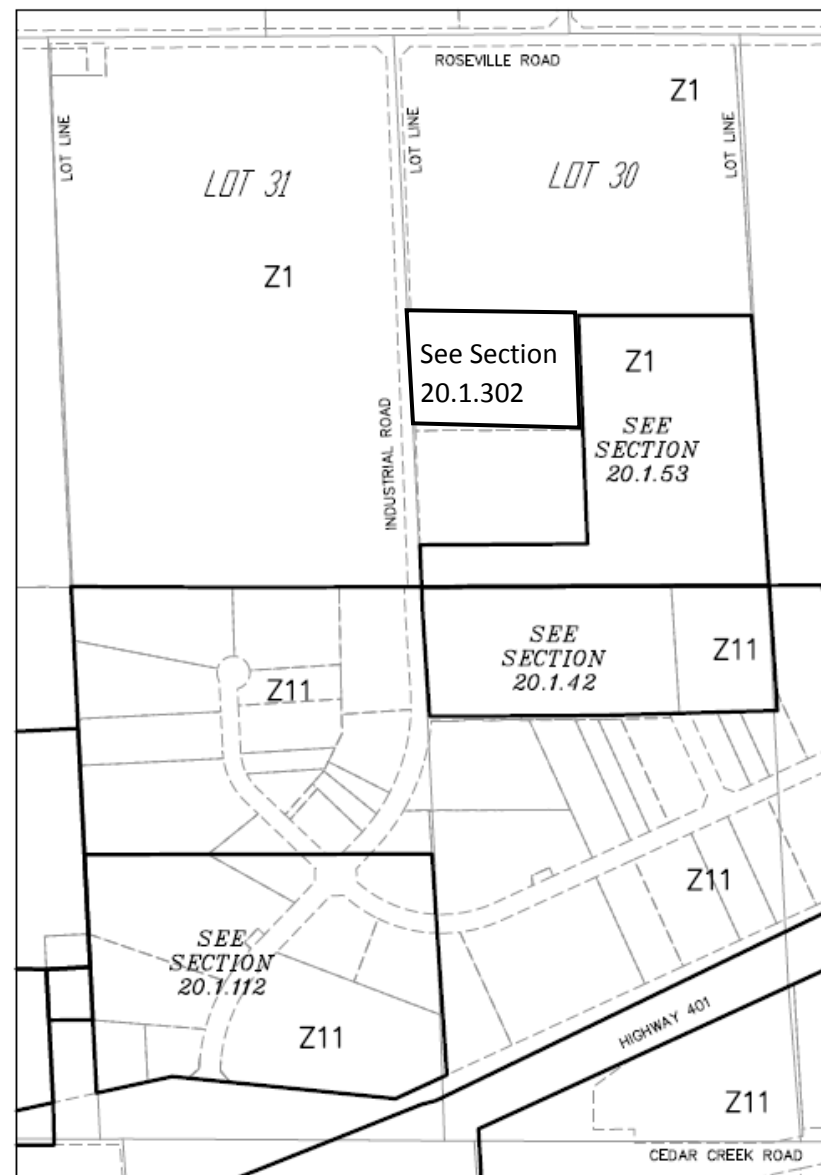 ROSEVILLE ROAD
Z1
LOT LINE
LOT LINE
LOT LINE
LOT 31
LOT 30
Z1
See Section
20.1.302
Z1
SEE
SECTION
20.1.53
INDUSTRIAL ROAD
SEE
SECTION
20.1.42
Z11
Z11
Z11
SEE
SECTION
20.1.112
Z11
HIGHWAY 401
Z11
CEDAR CREEK ROAD